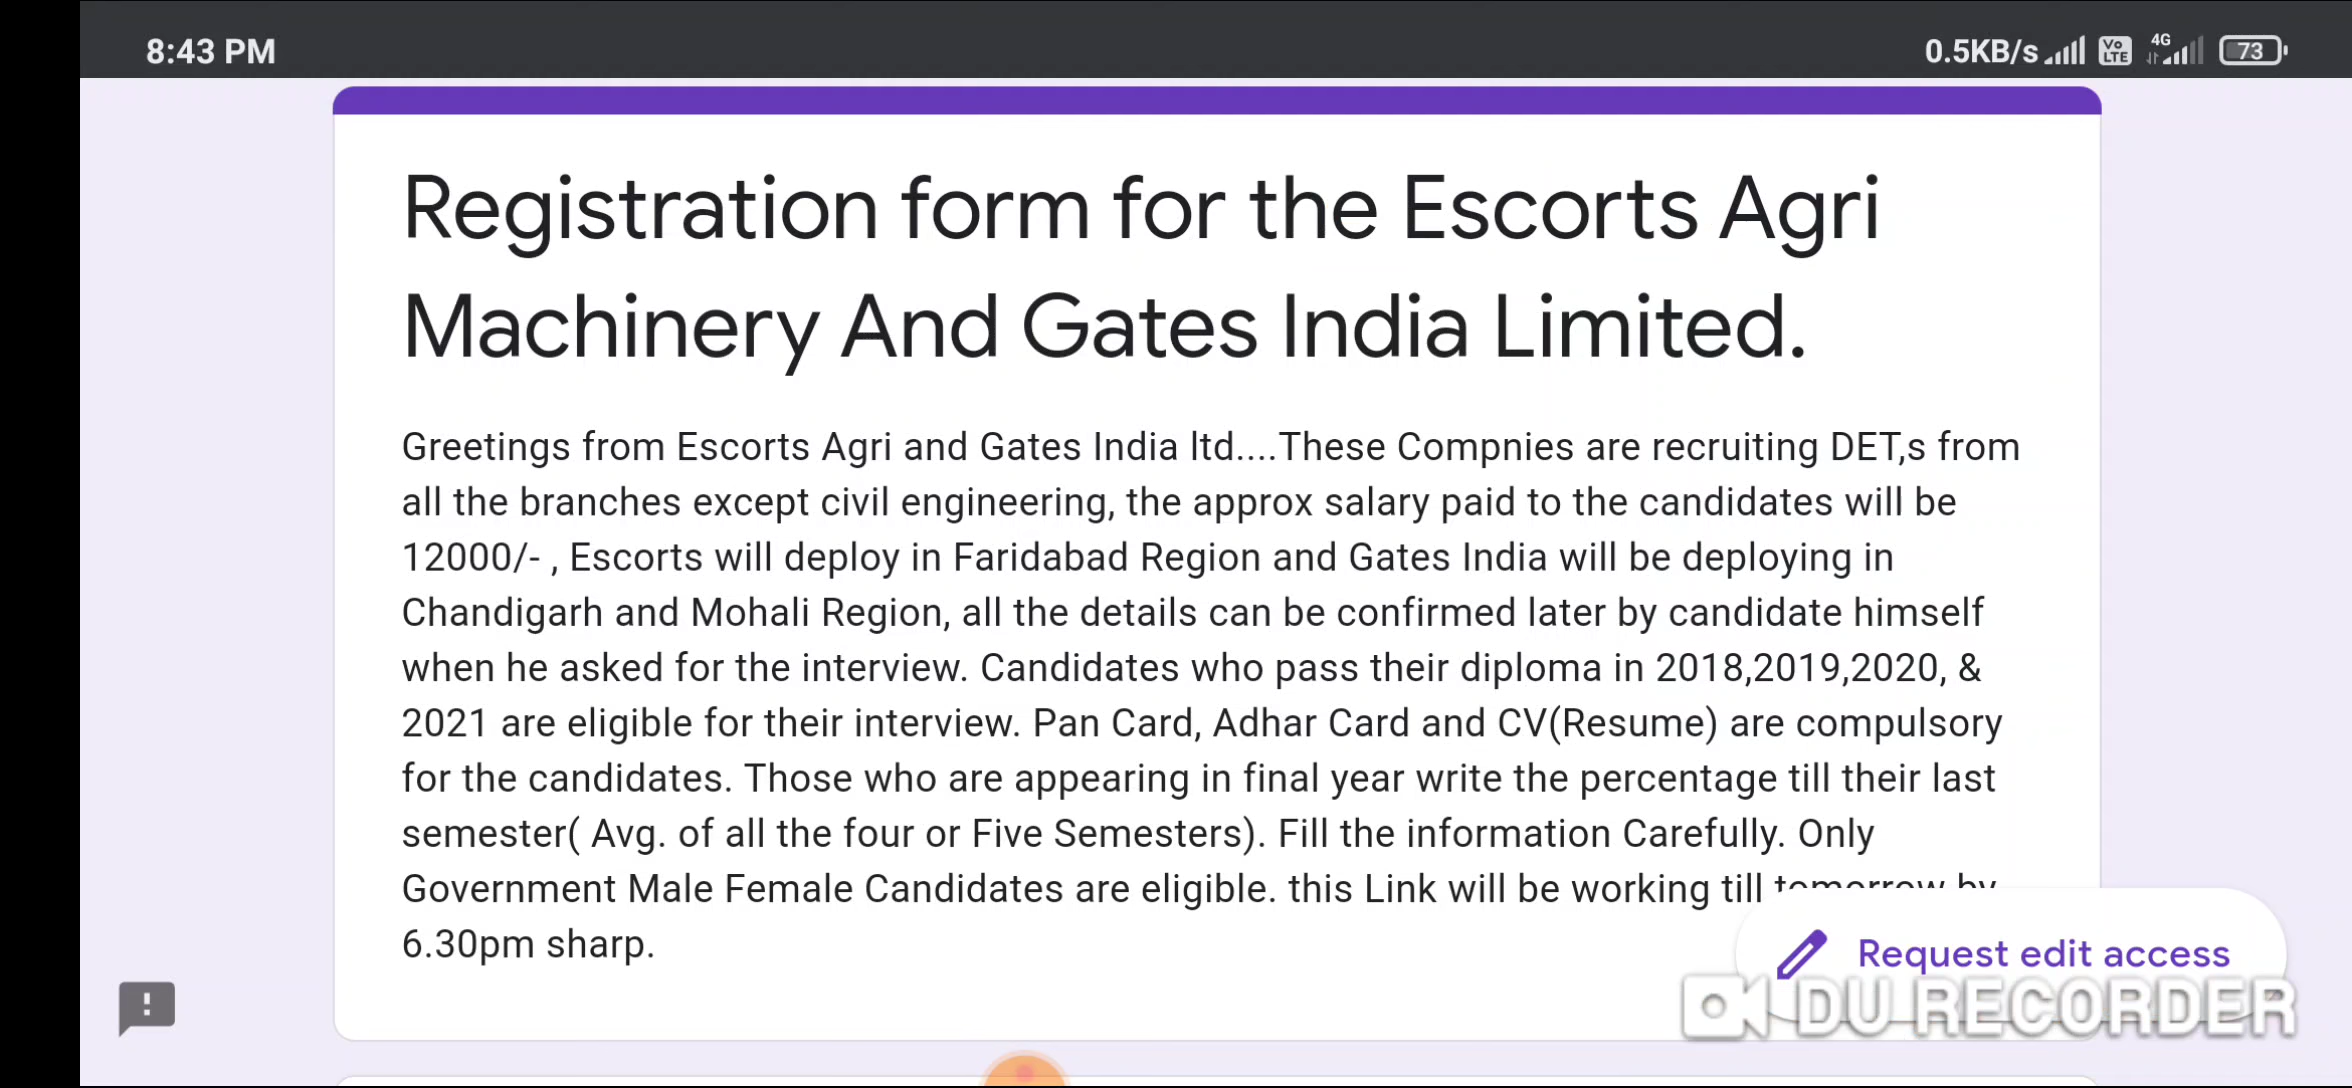 8:43 PM
0.5KB/s
Vo LTE
4G
73
Registration form for the Escorts Agri
Machinery And Gates India Limited.
Greetings from Escorts Agri and Gates India ltd....These Compnies are recruiting DET,s from
all the branches except civil engineering, the approx salary paid to the candidates will be
12000/- , Escorts will deploy in Faridabad Region and Gates India will be deploying in
Chandigarh and Mohali Region, all the details can be confirmed later by candidate himself
when he asked for the interview. Candidates who pass their diploma in 2018,2019,2020, &
2021 are eligible for their interview. Pan Card, Adhar Card and CV(Resume) are compulsory
for the candidates. Those who are appearing in final year write the percentage till their last
semester( Avg. of all the four or Five Semesters). Fill the information Carefully. Only
Government Male Female Candidates are eligible. this Link will be working till tomorrow by
6.30pm sharp.
Request edit access
DU RECORDER